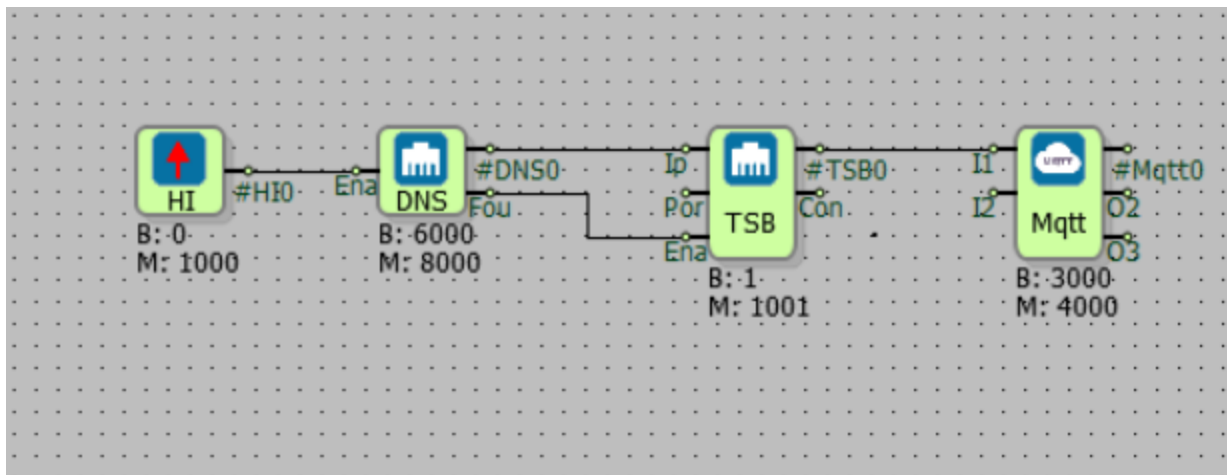 HI
#HI0
B: 0
M: 1000
Ena
DNS
#DNS0
Fou
B: 6000
M: 8000
Ip
Por
Ena
TSB
#TSB0
Con
B: 1
M: 1001
I1
I2
Mqtt
#Mqtt0
O2
O3
B: 3000
M: 4000